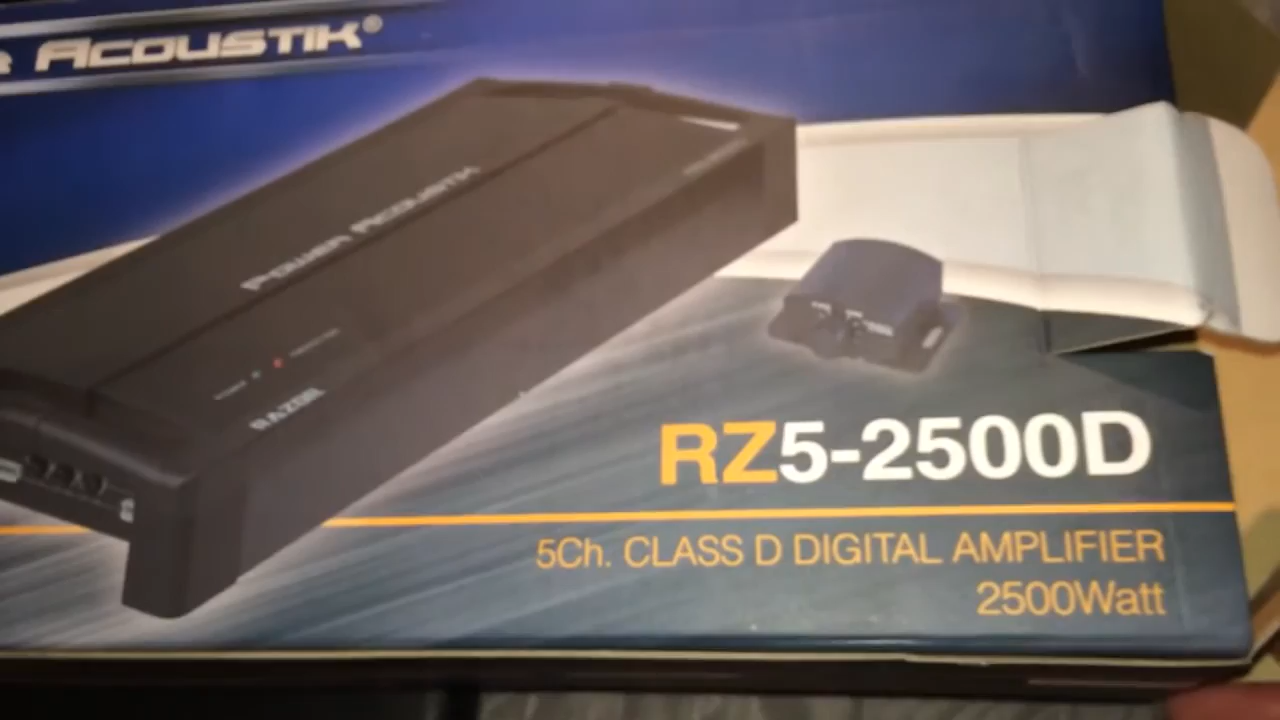 Acoustik®
Power Acoustik
RAZOR
RZ5-2500D
5Ch. CLASS D DIGITAL AMPLIFIER
2500Watt